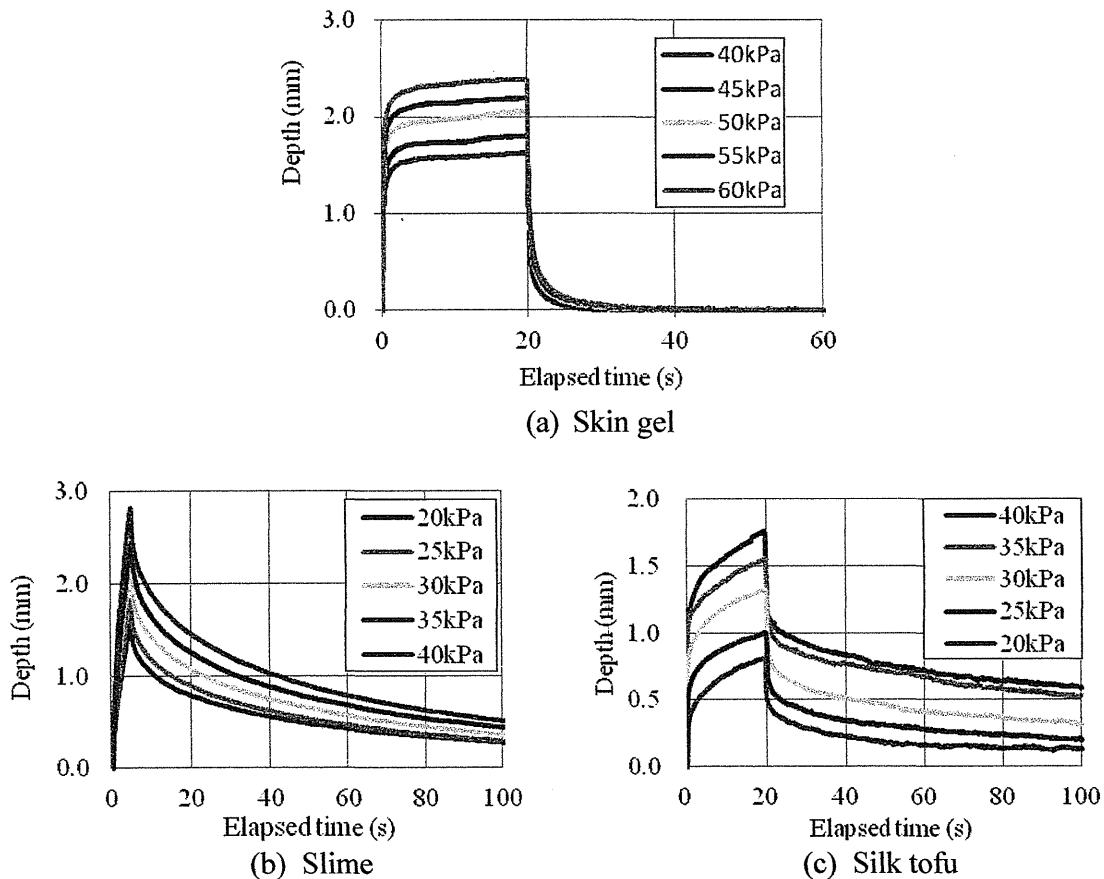 3.0
2.0
1.0
0.0
Depth (mm)
40kPa
45kPa
50kPa
55kPa
60kPa
0
20
40
60
Elapsed time (s)
(a) Skin gel
3.0
2.0
1.0
0.0
Depth (mm)
20kPa
25kPa
30kPa
35kPa
40kPa
0
20
40
60
80
100
Elapsed time (s)
(b) Slime
2.0
1.5
1.0
0.5
0.0
Depth (mm)
40kPa
35kPa
30kPa
25kPa
20kPa
0
20
40
60
80
100
Elapsed time (s)
(c) Silk tofu